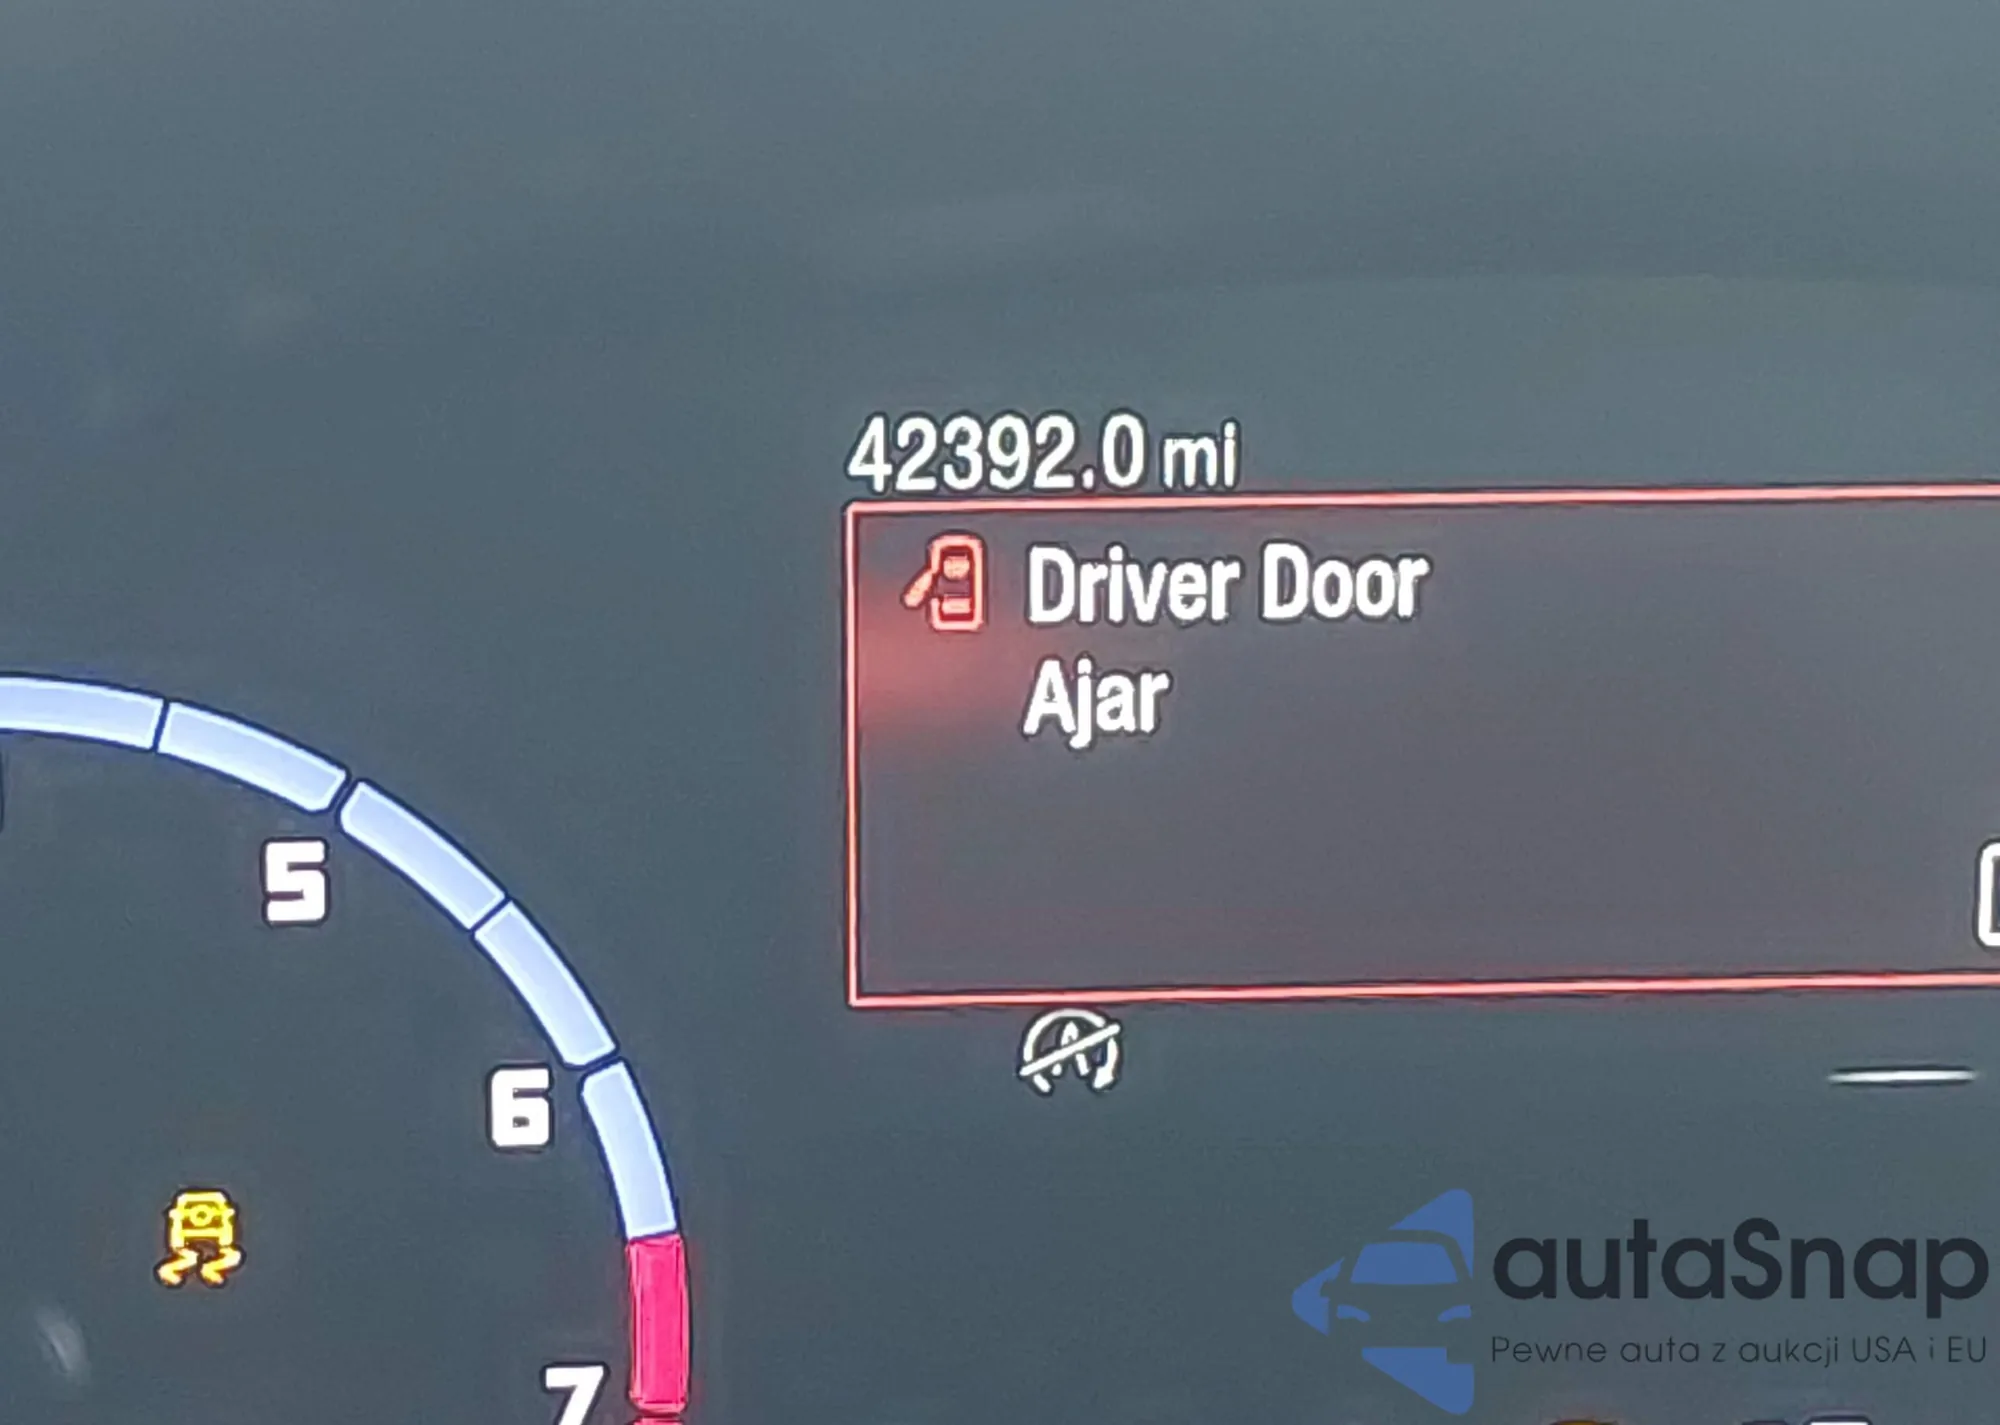 42392.0 mi
Driver Door
Ajar
5
6
7
autaSnap
Pewne auta z aukcji USA i EU